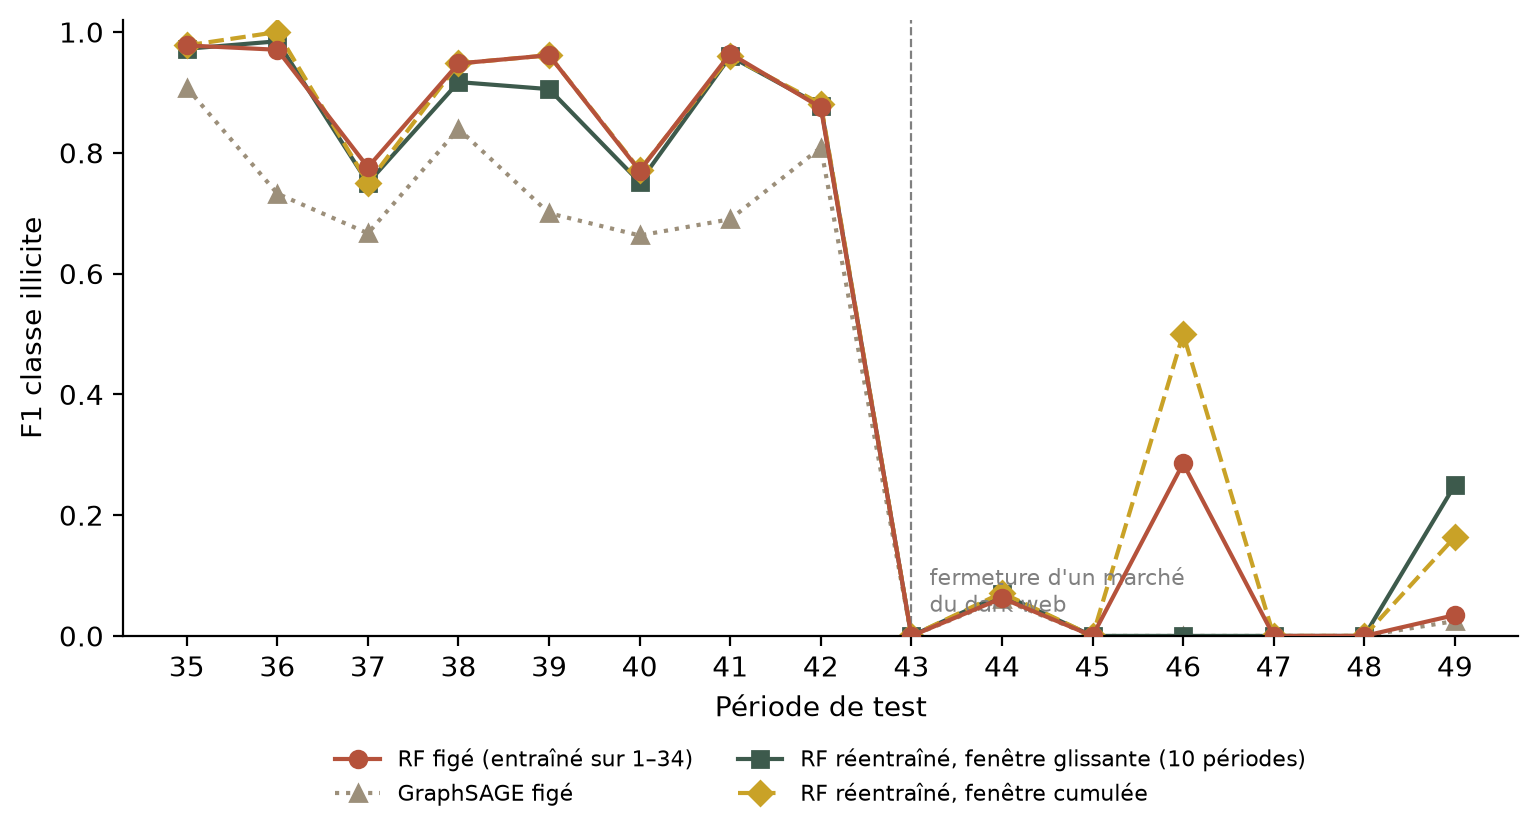 F1 classe illicite
1.0
0.8
0.6
0.4
0.2
0.0
fermeture d'un marché
du dark web
35 36 37 38 39 40 41 42 43 44 45 46 47 48 49
Période de test
RF figé (entraîné sur 1–34)
GraphSAGE figé
RF réentraîné, fenêtre glissante (10 périodes)
RF réentraîné, fenêtre cumulée